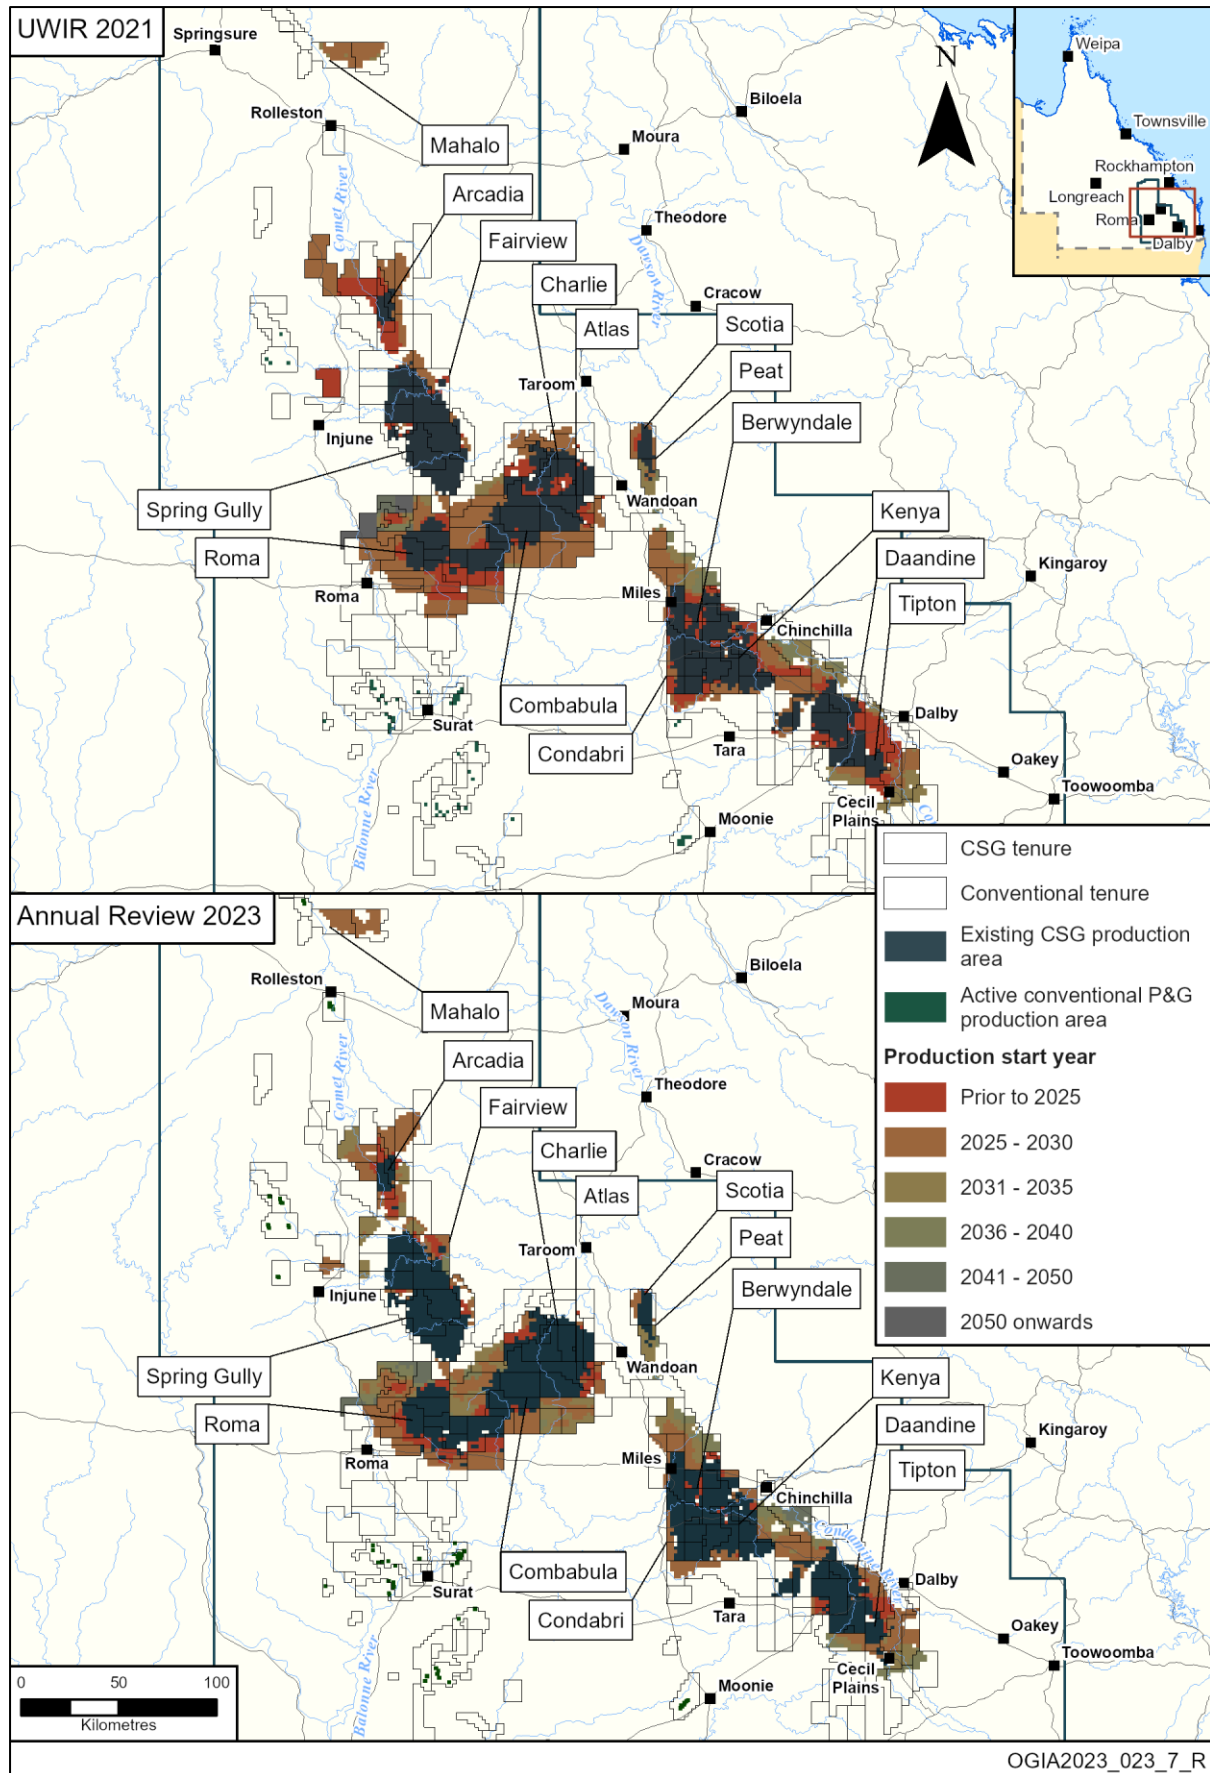 UWIR 2021
Springsure
Rolleston
Mahalo
Biloela
Moura
N
Weipa
Townsville
Rockhampton
Longreach
Roma
Dalby
Comet River
Arcadia
Theodore
Fairview
Dawson River
Charlie
Cracow
Atlas
Scotia
Taroom
Peat
Berwyndale
Injune
Spring Gully
Wandoan
Kenya
Roma
Daandine
Kingaroy
Roma
Miles
Tipton
Chinchilla
Combabula
Surat
Dalby
Condabri
Tara
Oakey
Toowoomba
Cecil
Plains
Moonie
Balonne River
CSG tenure
Conventional tenure
Existing CSG production
area
Active conventional P&G
production area
Production start year
Prior to 2025
2025 - 2030
2031 - 2035
2036 - 2040
2041 - 2050
2050 onwards
Annual Review 2023
Rolleston
Mahalo
Biloela
Moura
Dawson River
Comet River
Arcadia
Theodore
Fairview
Charlie
Cracow
Atlas
Scotia
Taroom
Peat
Berwyndale
Injune
Spring Gully
Wandoan
Kenya
Roma
Daandine
Kingaroy
Roma
Miles
Tipton
Chinchilla
Condamine River
Combabula
Surat
Dalby
Condabri
Tara
Oakey
Toowoomba
Cecil
Plains
Moonie
Balonne River
0 50 100
Kilometres
OGIA2023_023_7_R